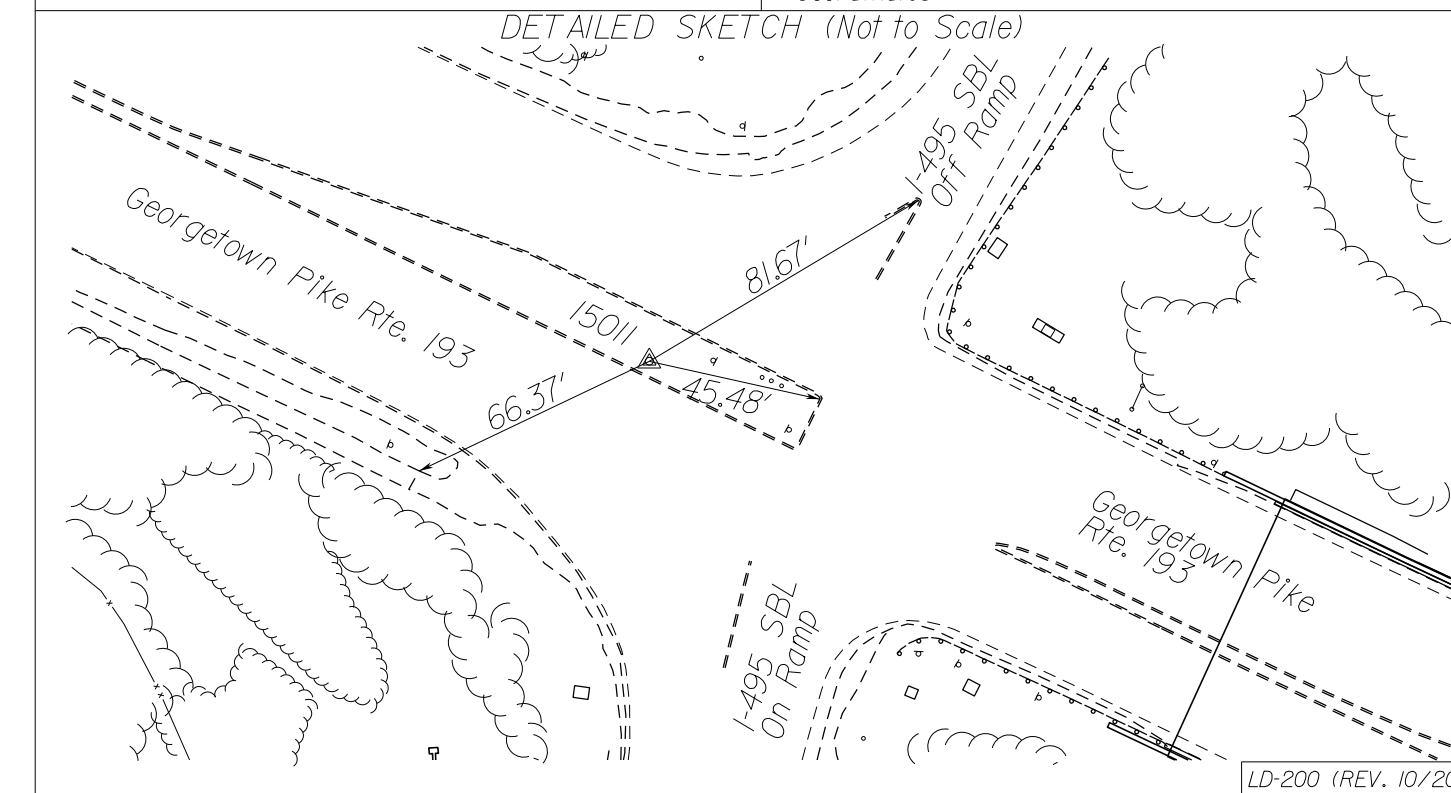 DETAILED SKETCH (Not to Scale)
I-495 SBL
Off Ramp
Georgetown Pike Rte. 193
81.67'
15011
66.37'
45.48'
Georgetown Pike
Rte. 193
I-495 SBL
On Ramp
LD-200 (REV. 10/20